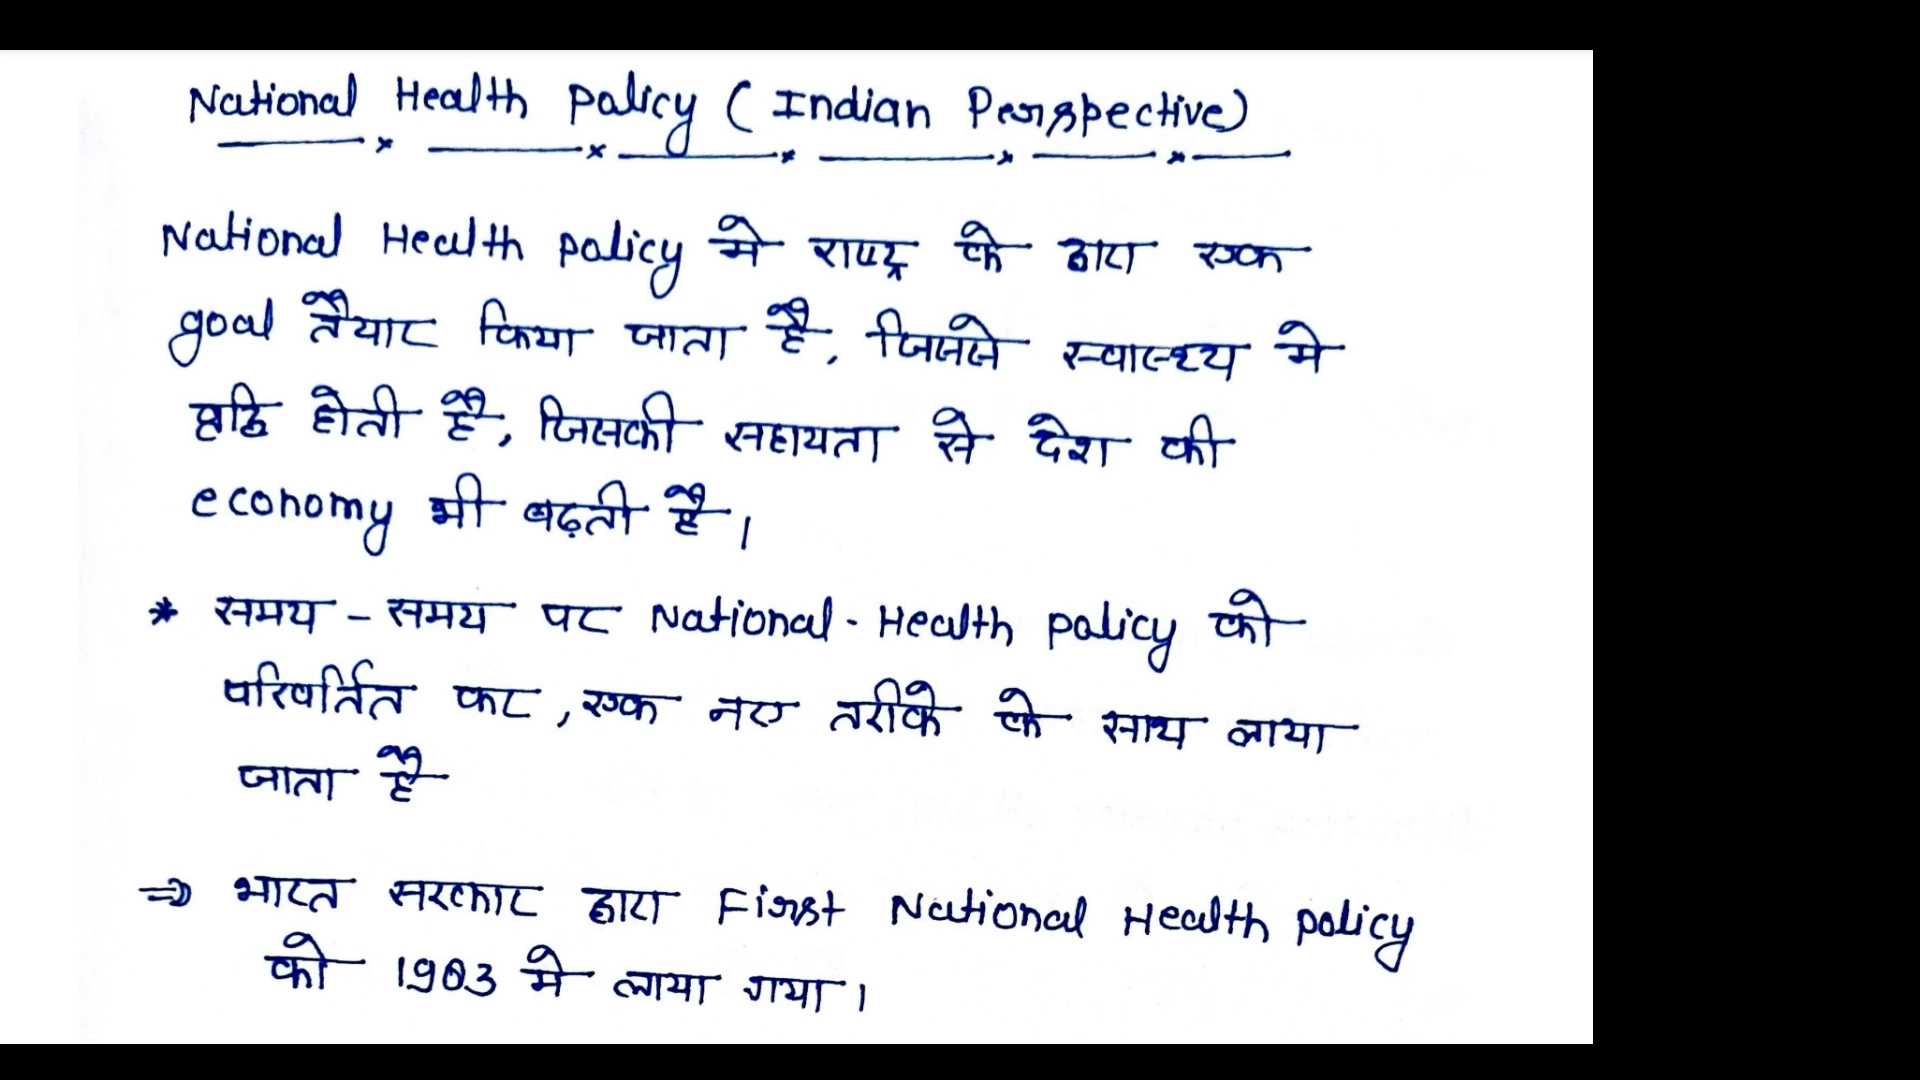 National Health Policy ( Indian Perspective)
National Health Policy मे राष्ट्र के द्वारा एक
goal तैयार किया जाता है, जिससे स्वास्थ्य मे
वृद्धि होती है, जिसकी सहायता से देश की
economy भी बढ़ती है।
* समय - समय पर National - Health Policy को
परिवर्तित कर , एक नए तरीके के साथ लाया
जाता है
⇒ भारत सरकार द्वारा First National Health Policy
को 1983 मे लाया गया।